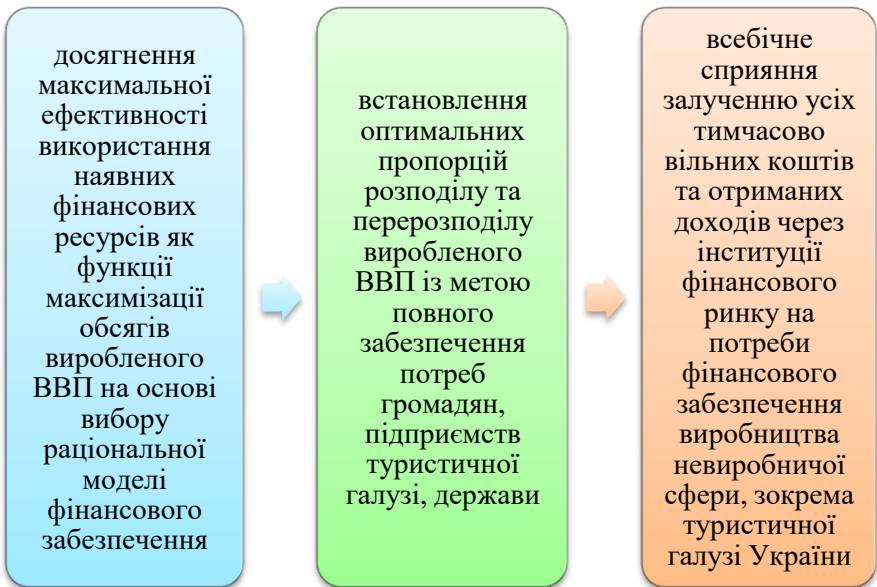 досягнення
максимальної
ефективності
використання
наявних
фінансових
ресурсів як
функції
максимізації
обсягів
виробленого
ВВП на основі
вибору
раціональної
моделі
фінансового
забезпечення
встановлення
оптимальних
пропорцій
розподілу та
перерозподілу
виробленого
ВВП із метою
повного
забезпечення
потреб
громадян,
підприємств
туристичної
галузі, держави
всебічне
сприяння
залученню усіх
тимчасово
вільних коштів
та отриманих
доходів через
інституції
фінансового
ринку на
потреби
фінансового
забезпечення
виробництва
невиробничої
сфери, зокрема
туристичної
галузі України